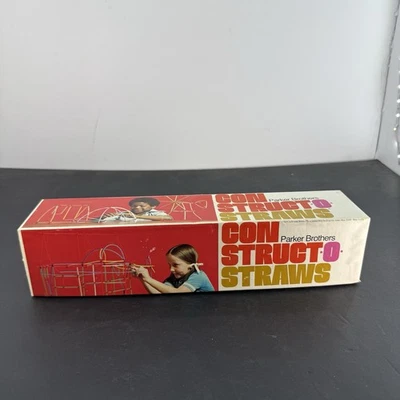 CON
Parker Brothers
STRUCT·O·
STRAWS
CON
Parker Brothers
STRUCT·O·
STRAWS